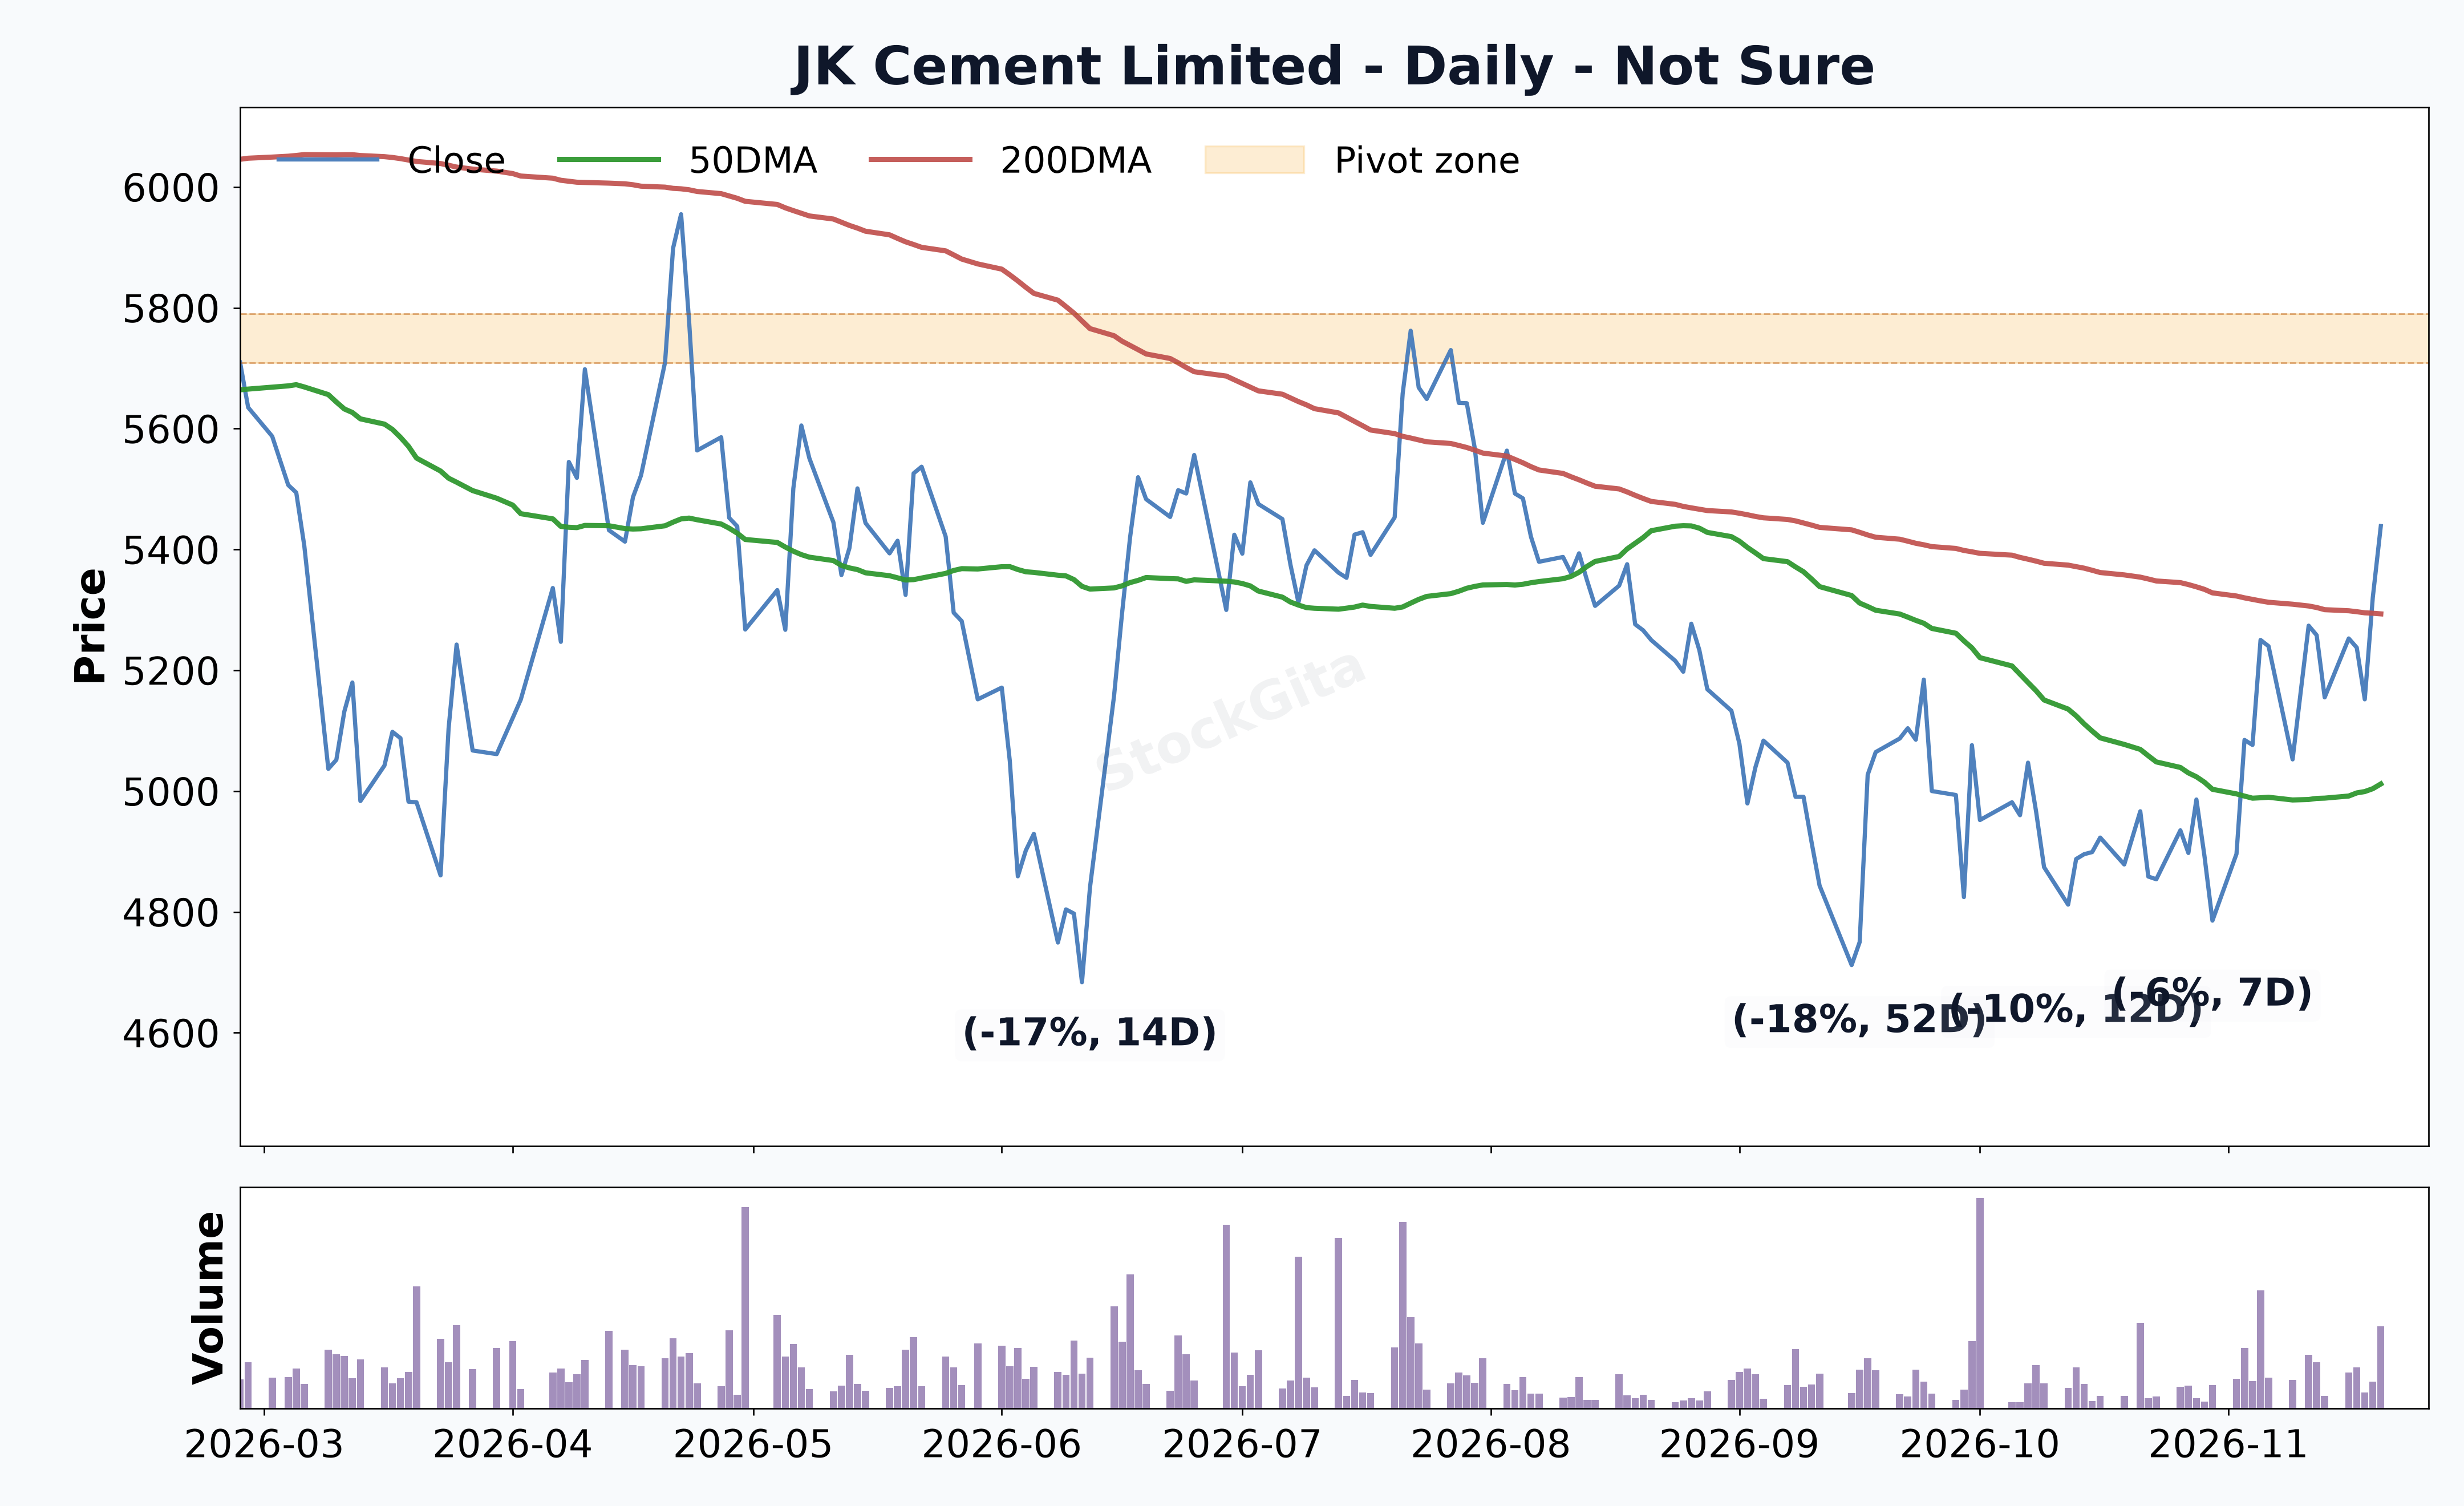 JK Cement Limited - Daily - Not Sure
Close 50DMA 200DMA Pivot zone
6000
5800
5600
5400
5200
5000
4800
4600
Price
StockGita
(-17%, 14D)
(-18%, 52D)
(-10%, 12D)
(-6%, 7D)
Volume
2026-03 2026-04 2026-05 2026-06 2026-07 2026-08 2026-09 2026-10 2026-11